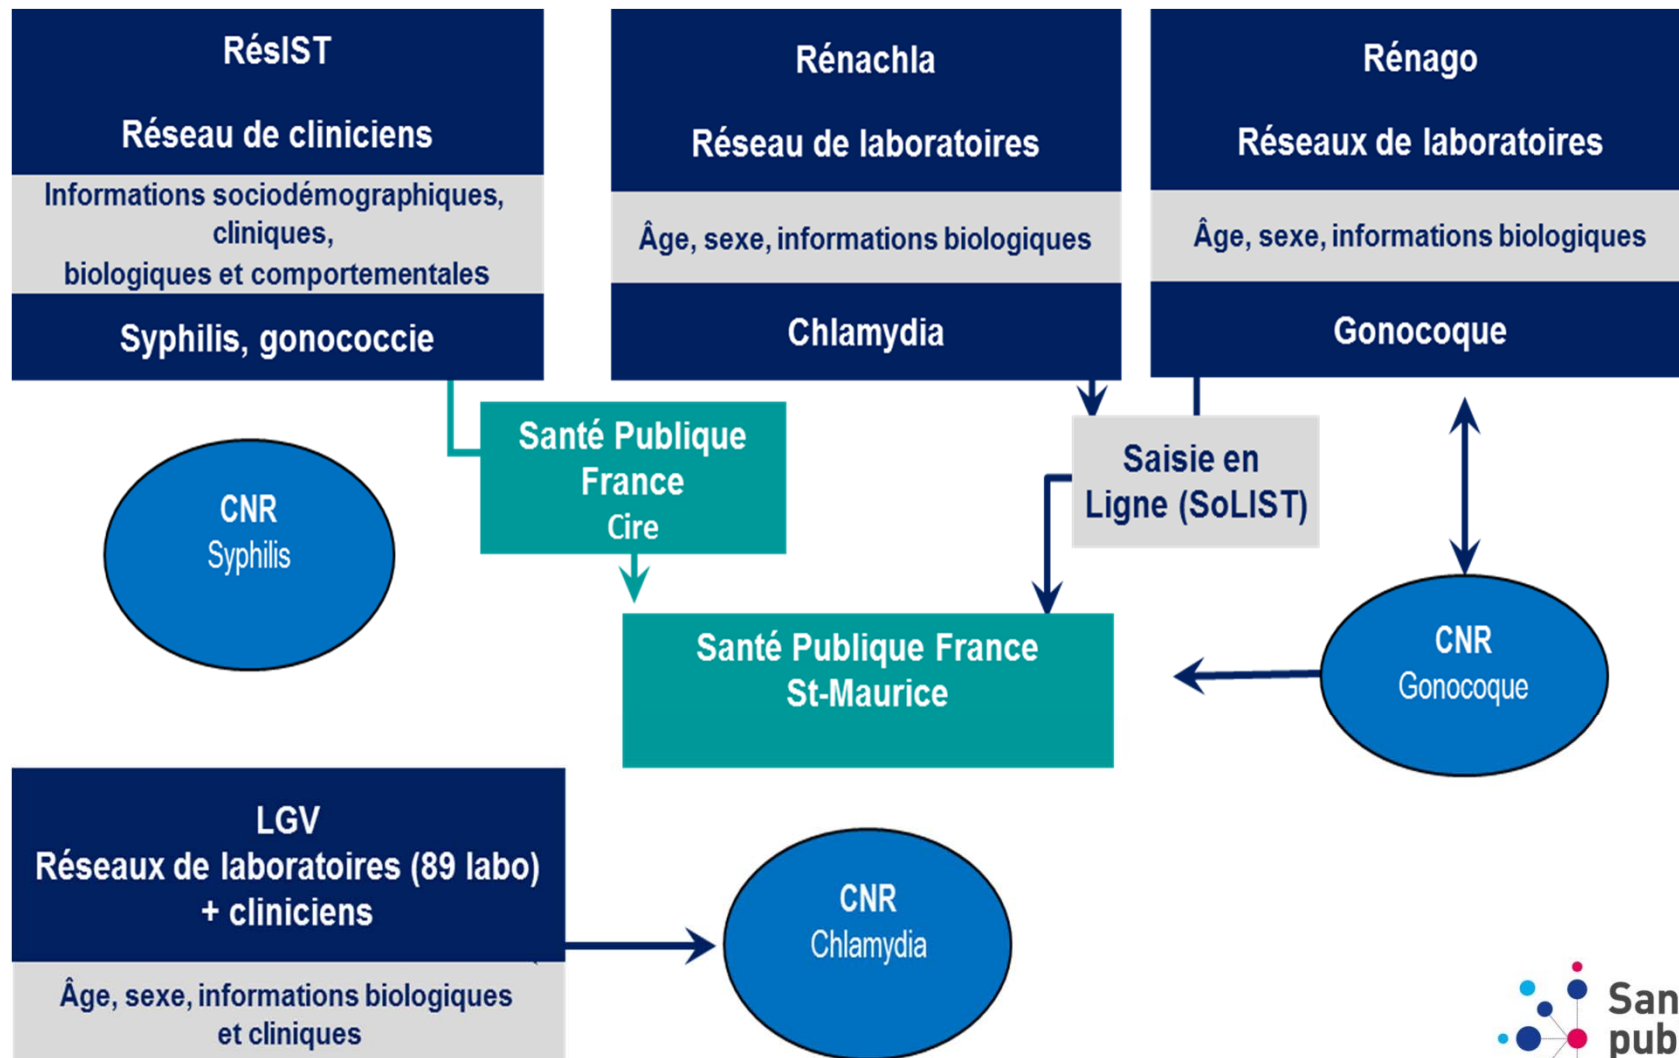 RésIST
Réseau de cliniciens
Informations sociodémographiques,
cliniques,
biologiques et comportementales
Syphilis, gonococcie
Rénachla
Réseau de laboratoires
Âge, sexe, informations biologiques
Chlamydia
Rénago
Réseaux de laboratoires
Âge, sexe, informations biologiques
Gonocoque
Santé Publique
France
Cire
Saisie en
Ligne (SoLIST)
CNR
Syphilis
Santé Publique France
St-Maurice
CNR
Gonocoque
LGV
Réseaux de laboratoires (89 labo)
+ cliniciens
Âge, sexe, informations biologiques
et cliniques
CNR
Chlamydia
San
pub